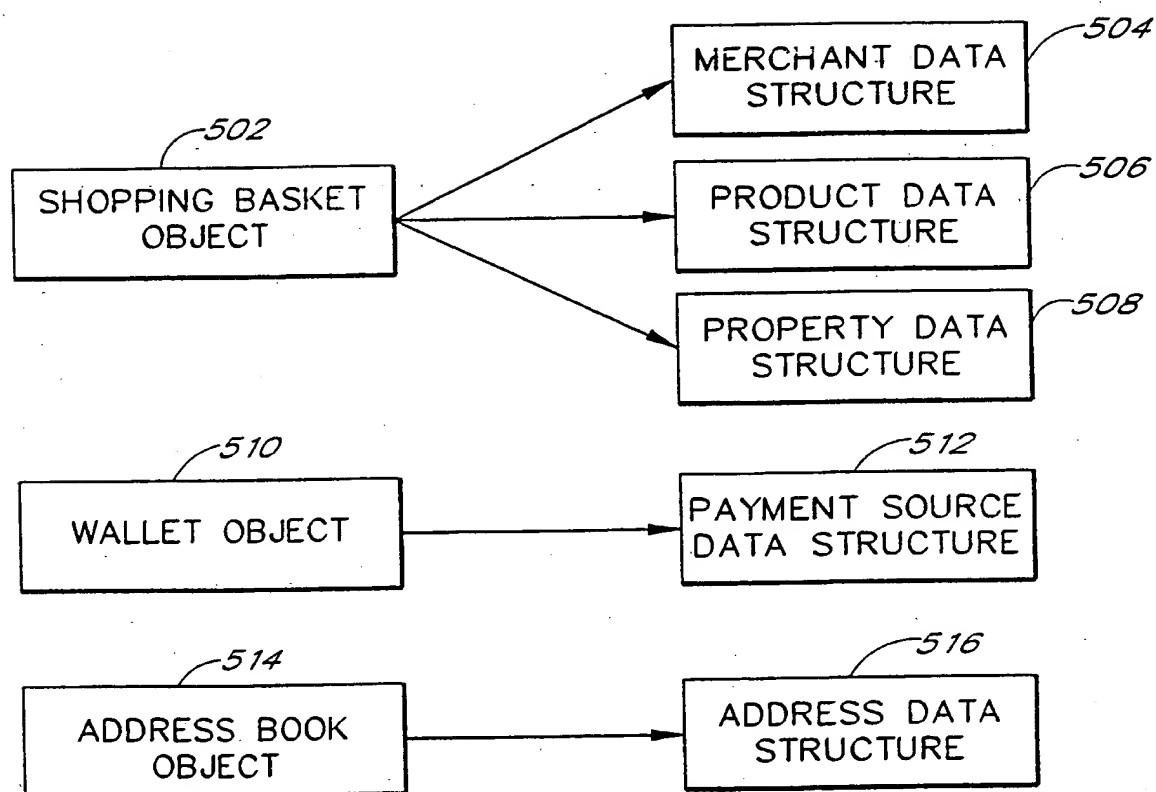 504
MERCHANT DATA
STRUCTURE
502
SHOPPING BASKET
OBJECT
506
PRODUCT DATA
STRUCTURE
508
PROPERTY DATA
STRUCTURE
510
WALLET OBJECT
512
PAYMENT SOURCE
DATA STRUCTURE
514
ADDRESS BOOK
OBJECT
516
ADDRESS DATA
STRUCTURE